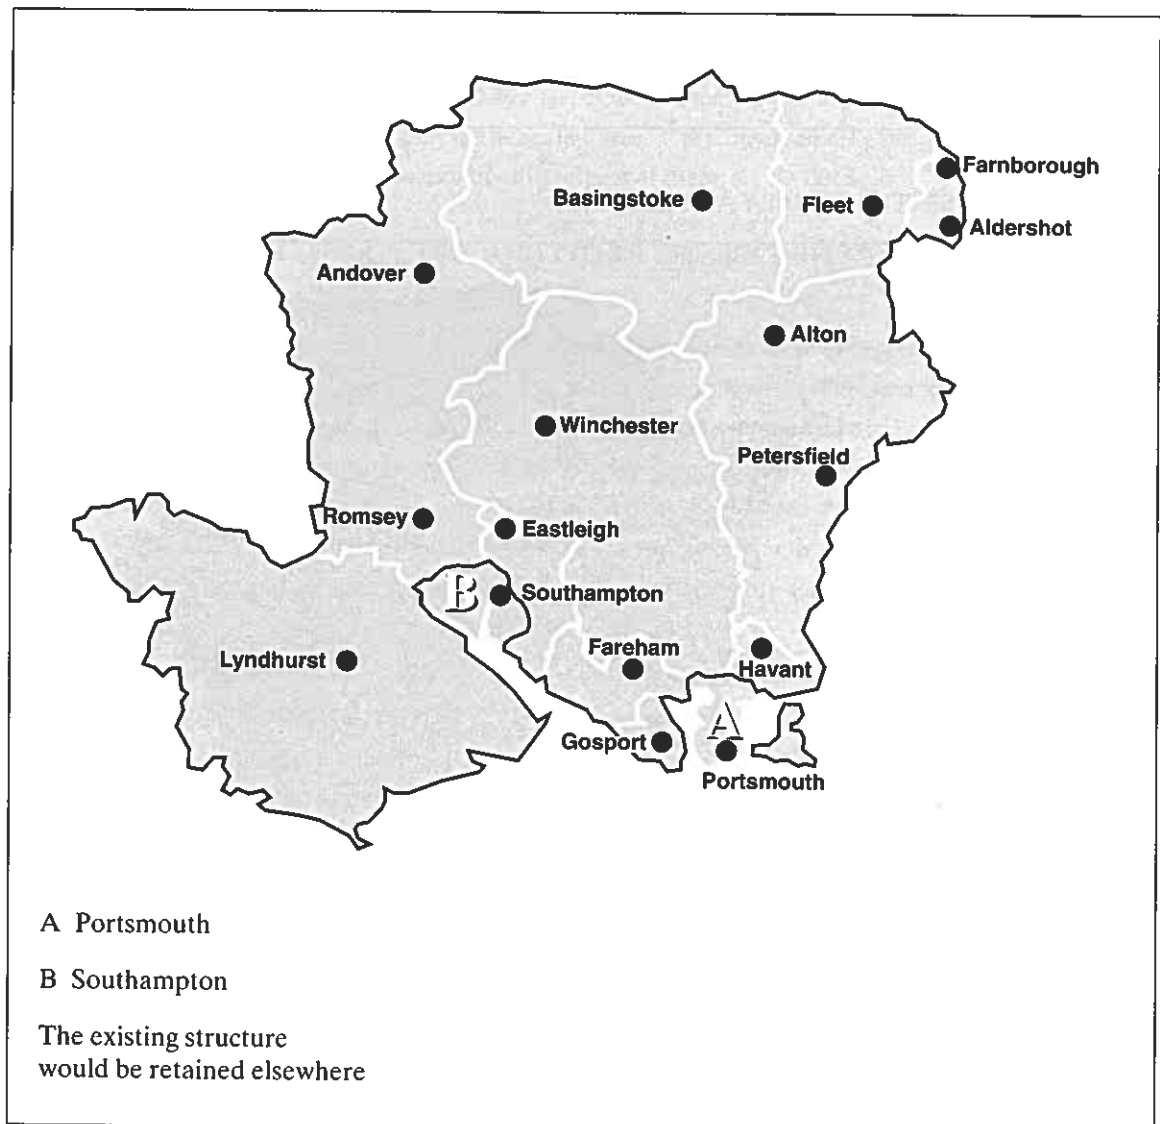 Farnborough
Basingstoke
Fleet
Aldershot
Andover
Alton
Winchester
Petersfield
Romsey
Eastleigh
B
Southampton
Fareham
Lyndhurst
Havant
A
Gosport
Portsmouth
A Portsmouth
B Southampton
The existing structure
would be retained elsewhere